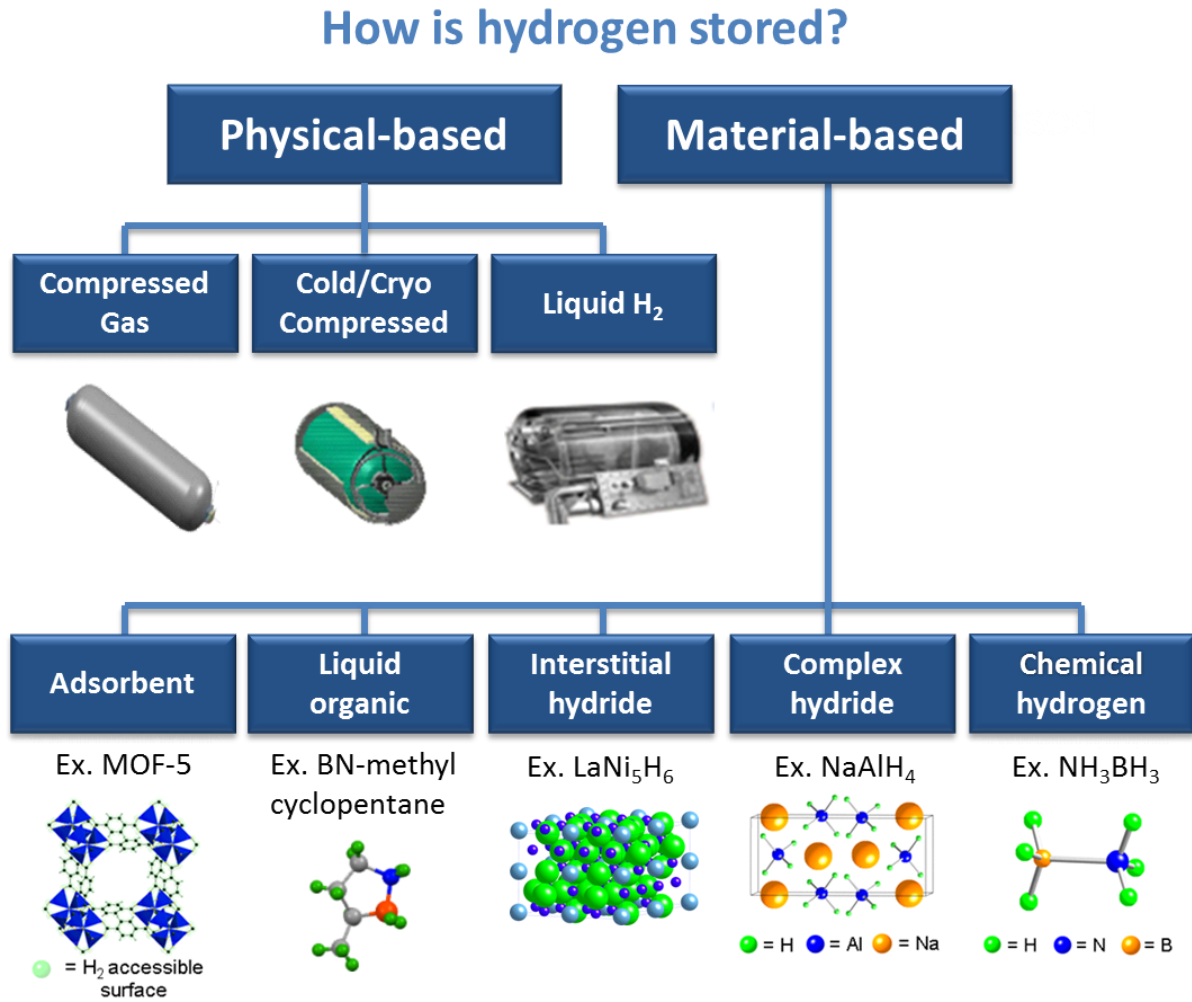 How is hydrogen stored?
Physical-based
Material-based
Compressed
Gas
Cold/Cryo
Compressed
Liquid H₂
Adsorbent
Liquid
organic
Interstitial
hydride
Complex
hydride
Chemical
hydrogen
Ex. MOF-5
Ex. BN-methyl
cyclopentane
Ex. LaNi₅H₆
Ex. NaAlH₄
Ex. NH₃BH₃
= H₂ accessible
surface
= H = Al = Na
= H = N = B